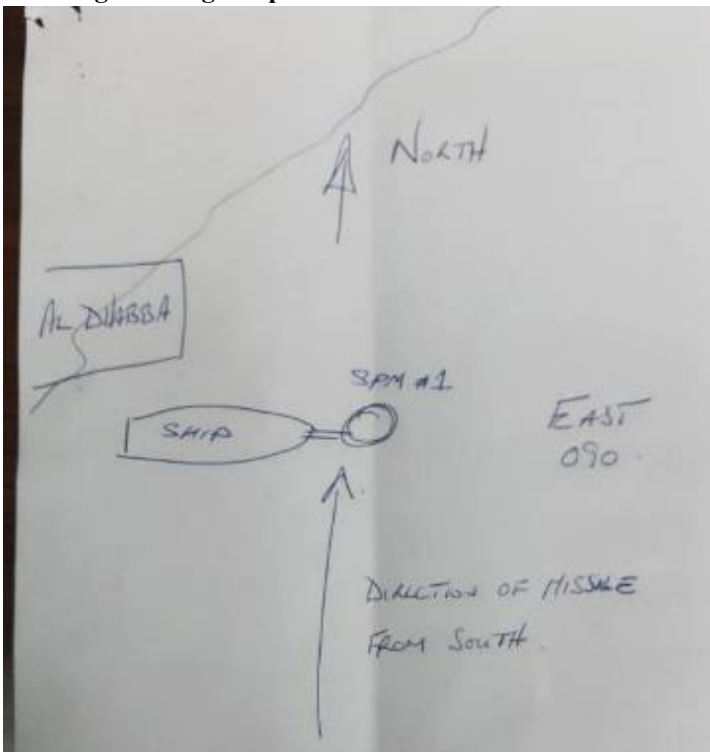 NORTH
AL DHABBA
SPM #1
SHIP
EAST
090
DIRECTION OF MISSILE
FROM SOUTH.